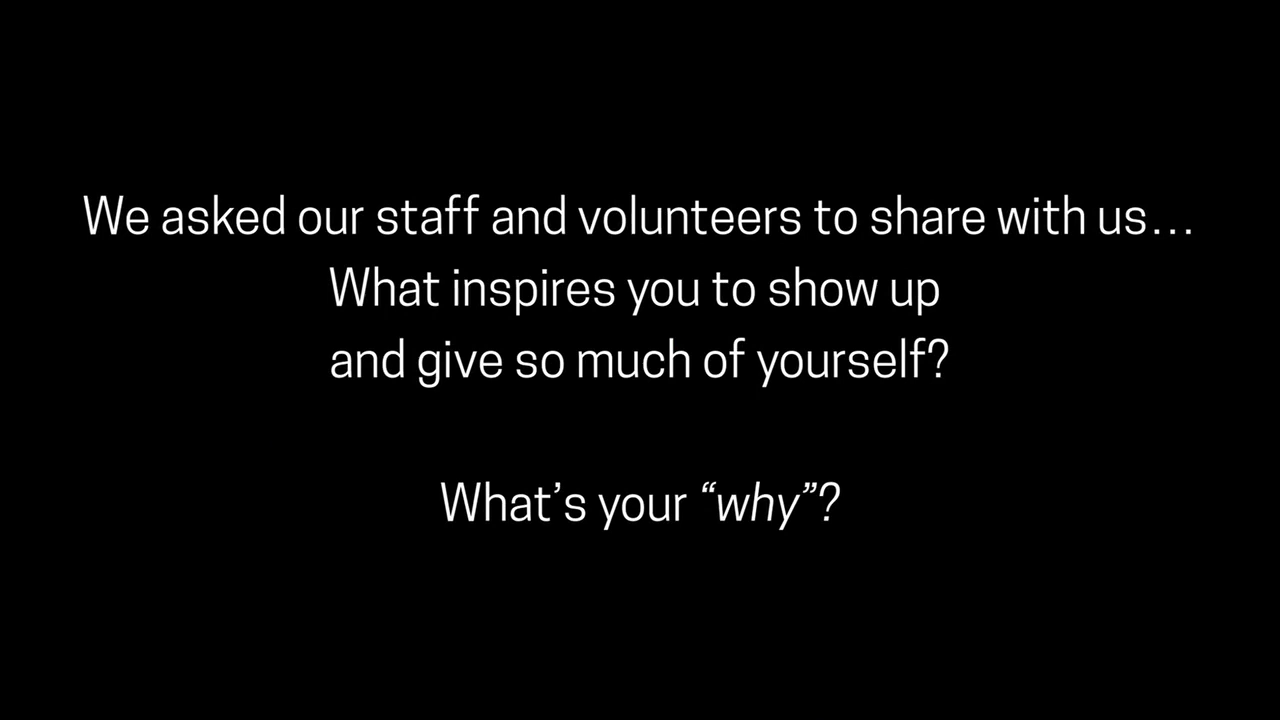 We asked our staff and volunteers to share with us…
What inspires you to show up
and give so much of yourself?
What’s your “why”?